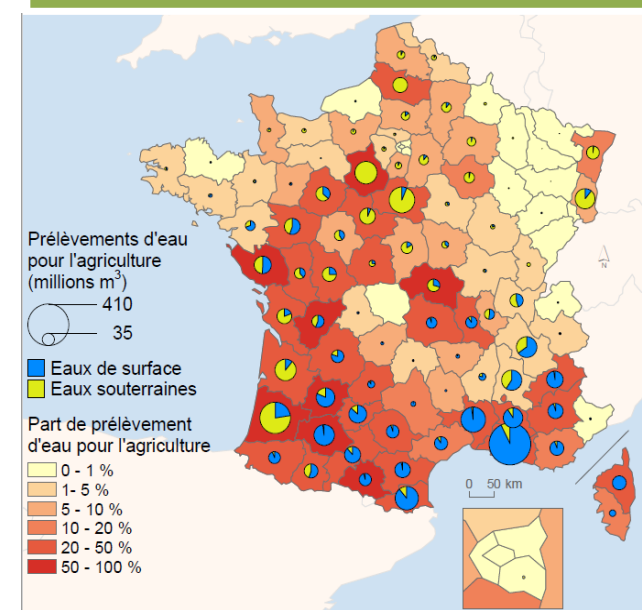 Prélèvements d'eau
pour l'agriculture
(millions m³)
410
35
Eaux de surface
Eaux souterraines
Part de prélèvement
d'eau pour l'agriculture
0 - 1 %
1- 5 %
5 - 10 %
10 - 20 %
20 - 50 %
50 - 100 %
0 50 km
N